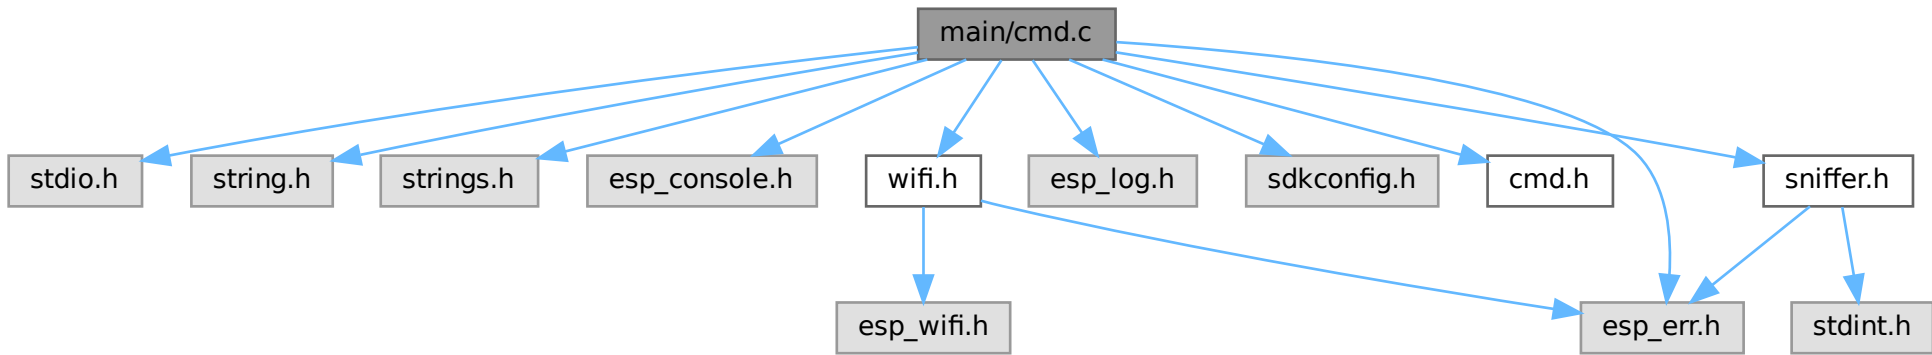 main/cmd.c
stdio.h
string.h
strings.h
esp_console.h
wifi.h
esp_log.h
sdkconfig.h
cmd.h
sniffer.h
esp_wifi.h
esp_err.h
stdint.h